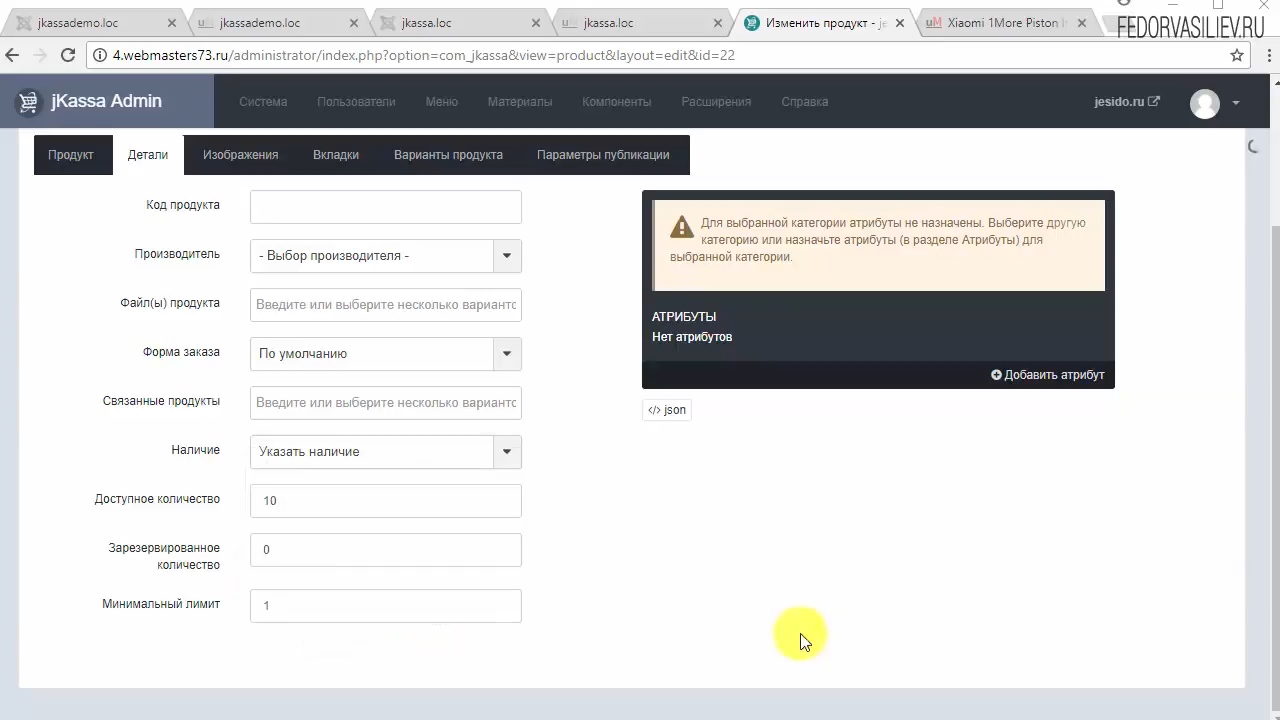 jkassademo.loc
jkassademo.loc
jkassa.loc
jkassa.loc
Изменить продукт - je
Xiaomi 1More Piston I
FEDORVASILIEV.RU
4.webmasters73.ru/administrator/index.php?option=com_jkassa&view=product&layout=edit&id=22
jKassa Admin
Система
Пользователи
Меню
Материалы
Компоненты
Расширения
Справка
jesido.ru
Продукт
Детали
Изображения
Вкладки
Варианты продукта
Параметры публикации
Код продукта
Производитель
- Выбор производителя -
Файл(ы) продукта
Введите или выберите несколько вариантс
Форма заказа
По умолчанию
Связанные продукты
Введите или выберите несколько вариантс
Наличие
Указать наличие
Доступное количество
10
Зарезервированное
количество
0
Минимальный лимит
1
Для выбранной категории атрибуты не назначены. Выберите другую
категорию или назначьте атрибуты (в разделе Атрибуты) для
выбранной категории.
АТРИБУТЫ
Нет атрибутов
Добавить атрибут
</> json